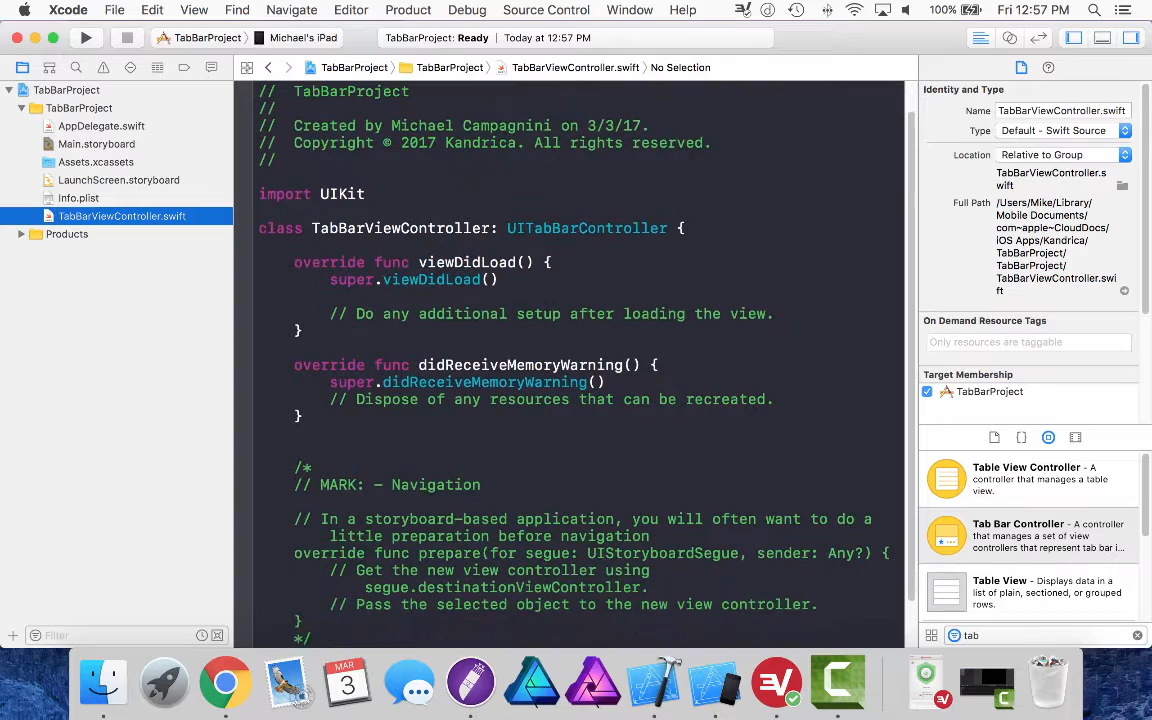 Xcode File Edit View Find Navigate Editor Product Debug Source Control Window Help 100% Fri 12:57 PM
TabBarProject Michael's iPad TabBarProject: Ready Today at 12:57 PM
TabBarProject TabBarProject TabBarViewController.swift No Selection
TabBarProject
TabBarProject
AppDelegate.swift
Main.storyboard
Assets.xcassets
LaunchScreen.storyboard
Info.plist
TabBarViewController.swift
Products
Filter
// TabBarProject
//
// Created by Michael Campagnini on 3/3/17.
// Copyright © 2017 Kandrica. All rights reserved.
//
import UIKit
class TabBarViewController: UITabBarController {
override func viewDidLoad() {
super.viewDidLoad()
// Do any additional setup after loading the view.
}
override func didReceiveMemoryWarning() {
super.didReceiveMemoryWarning()
// Dispose of any resources that can be recreated.
}
/*
// MARK: - Navigation
// In a storyboard-based application, you will often want to do a
little preparation before navigation
override func prepare(for segue: UIStoryboardSegue, sender: Any?) {
// Get the new view controller using
segue.destinationViewController.
// Pass the selected object to the new view controller.
}
*/
Identity and Type
Name TabBarViewController.swift
Type Default - Swift Source
Location Relative to Group
TabBarViewController.s
wift
Full Path /Users/Mike/Library/
Mobile Documents/
com~apple~CloudDocs/
iOS Apps/Kandrica/
TabBarProject/
TabBarProject/
TabBarViewController.swi
ft
On Demand Resource Tags
Only resources are taggable
Target Membership
TabBarProject
Table View Controller - A
controller that manages a table
view.
Tab Bar Controller - A controller
that manages a set of view
controllers that represent tab bar i...
Table View - Displays data in a
list of plain, sectioned, or grouped
rows.
tab
MAR
3